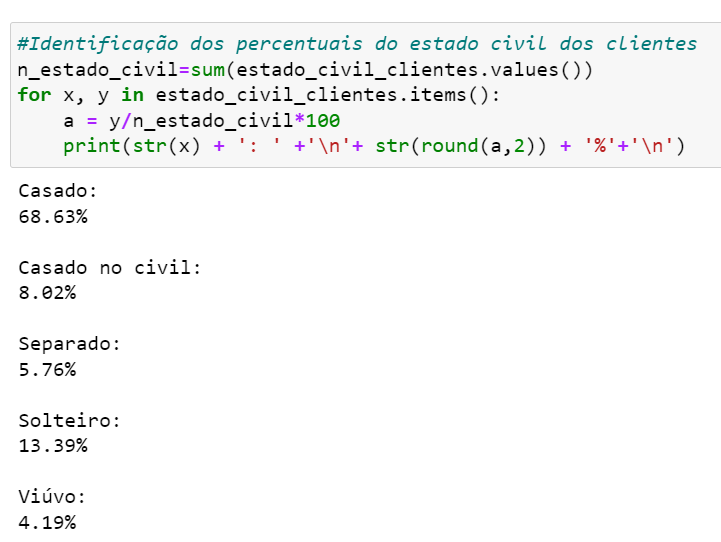 #Identificação dos percentuais do estado civil dos clientes
n_estado_civil=sum(estado_civil_clientes.values())
for x, y in estado_civil_clientes.items():
    a = y/n_estado_civil*100
    print(str(x) + ': ' +'\n'+ str(round(a,2)) + '%'+'\n')
Casado:
68.63%
Casado no civil:
8.02%
Separado:
5.76%
Solteiro:
13.39%
Viúvo:
4.19%